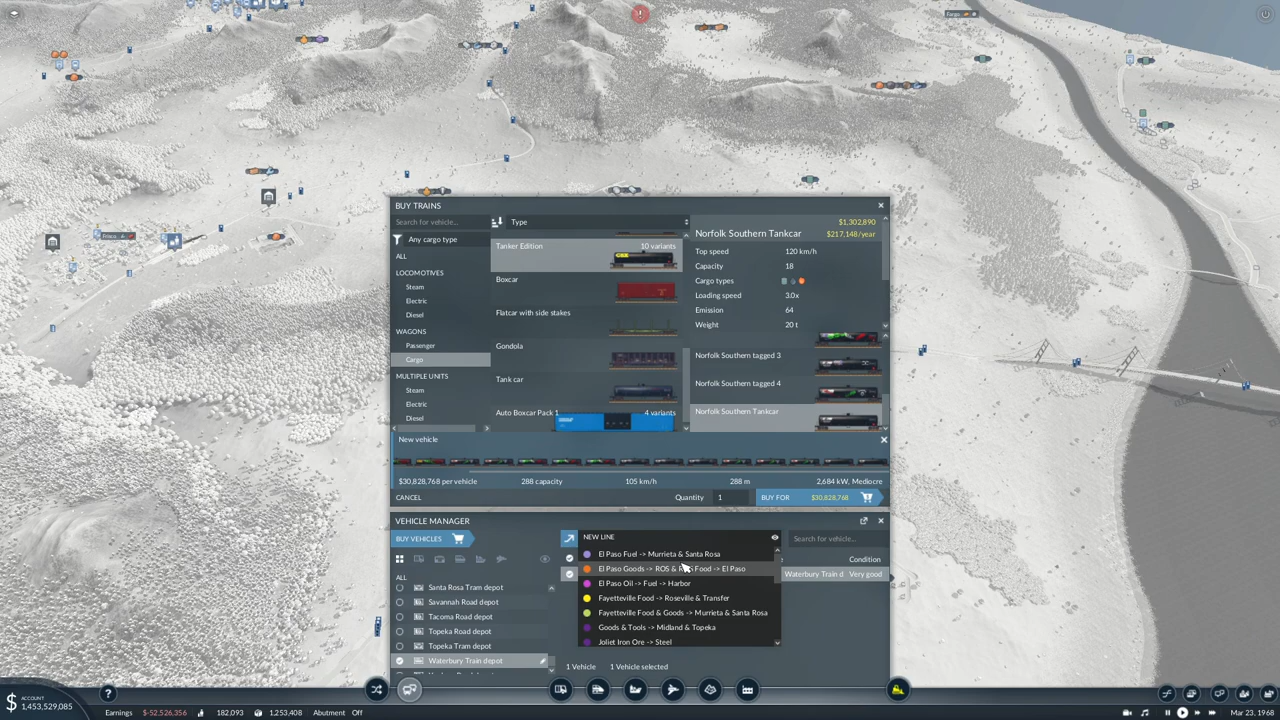 Fargo
Frisco
BUY TRAINS
Search for vehicle...
Type
Any cargo type
ALL
LOCOMOTIVES
Steam
Electric
Diesel
WAGONS
Passenger
Cargo
MULTIPLE UNITS
Steam
Electric
Diesel
Tanker Edition
10 variants
Boxcar
Flatcar with side stakes
Gondola
Tank car
Auto Boxcar Pack 1
4 variants
$1,302,890
Norfolk Southern Tankcar
$217,148/year
Top speed 120 km/h
Capacity 18
Cargo types
Loading speed 3.0x
Emission 64
Weight 20 t
Norfolk Southern tagged 3
Norfolk Southern tagged 4
Norfolk Southern Tankcar
New vehicle
$30,828,768 per vehicle 288 capacity 105 km/h 288 m 2,684 kW, Mediocre
CANCEL
Quantity 1
BUY FOR $30,828,768
VEHICLE MANAGER
BUY VEHICLES
NEW LINE
Search for vehicle...
ALL
Santa Rosa Tram depot
Savannah Road depot
Tacoma Road depot
Topeka Road depot
Topeka Tram depot
Waterbury Train depot
El Paso Fuel -> Murrieta & Santa Rosa
El Paso Goods -> ROS & Food -> El Paso
El Paso Oil -> Fuel -> Harbor
Fayetteville Food -> Roseville & Transfer
Fayetteville Food & Goods -> Murrieta & Santa Rosa
Goods & Tools -> Midland & Topeka
Joliet Iron Ore -> Steel
Condition
Waterbury Train d Very good
1 Vehicle 1 Vehicle selected
ACCOUNT
$ 1,453,529,085
Earnings $-52,526,356 182,093 1,253,408 Abutment Off
Mar 23, 1968